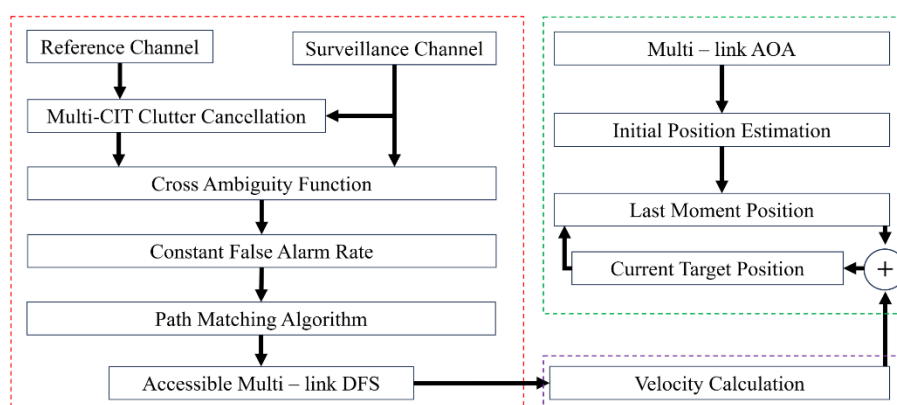 Reference Channel
Surveillance Channel
Multi-CIT Clutter Cancellation
Cross Ambiguity Function
Constant False Alarm Rate
Path Matching Algorithm
Accessible Multi – link DFS
Multi – link AOA
Initial Position Estimation
Last Moment Position
Current Target Position
+
Velocity Calculation